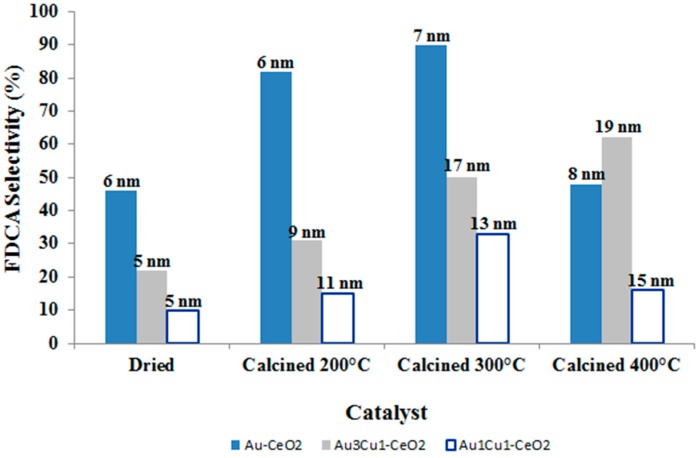 FDCA Selectivity (%)
100
90
80
70
60
50
40
30
20
10
0
6 nm
5 nm
5 nm
6 nm
9 nm
11 nm
7 nm
17 nm
13 nm
8 nm
19 nm
15 nm
Dried
Calcined 200°C
Calcined 300°C
Calcined 400°C
Catalyst
Au-CeO2
Au3Cu1-CeO2
Au1Cu1-CeO2